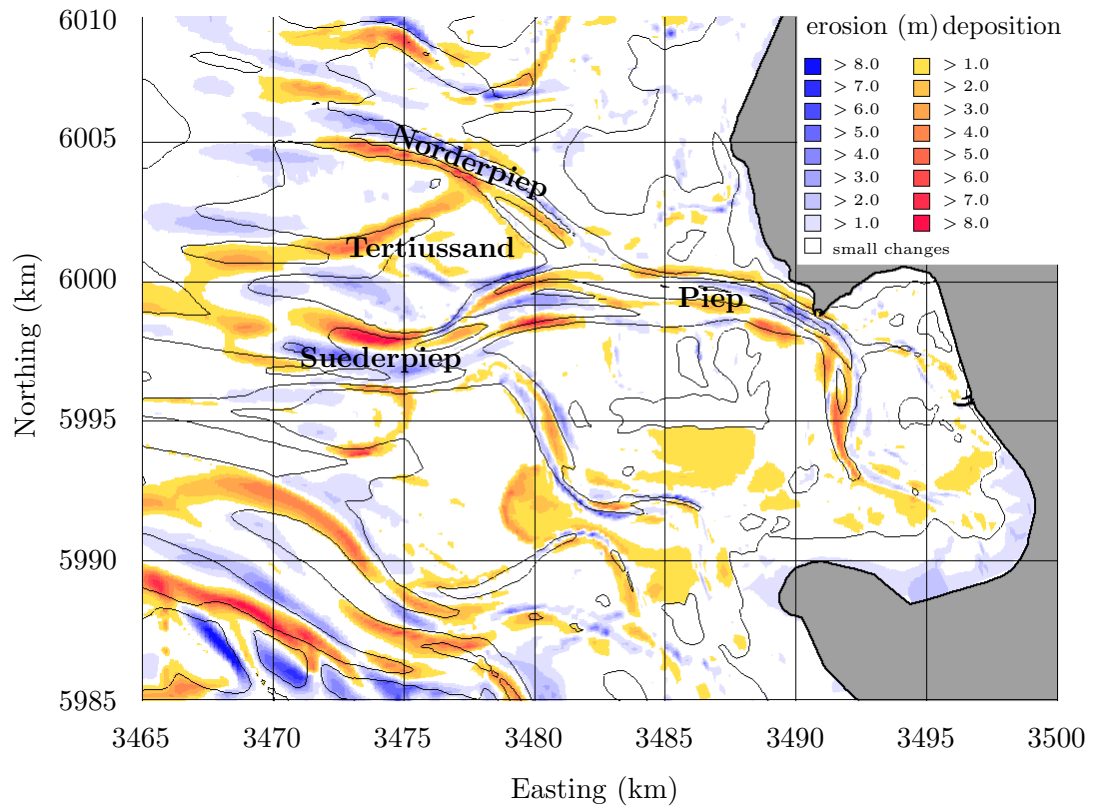 erosion (m) deposition
> 8.0 > 1.0
> 7.0 > 2.0
> 6.0 > 3.0
> 5.0 > 4.0
> 4.0 > 5.0
> 3.0 > 6.0
> 2.0 > 7.0
> 1.0 > 8.0
small changes
Norderpiep
Tertiussand
Piep
Suederpiep
Northing (km)
6010
6005
6000
5995
5990
5985
3465 3470 3475 3480 3485 3490 3495 3500
Easting (km)